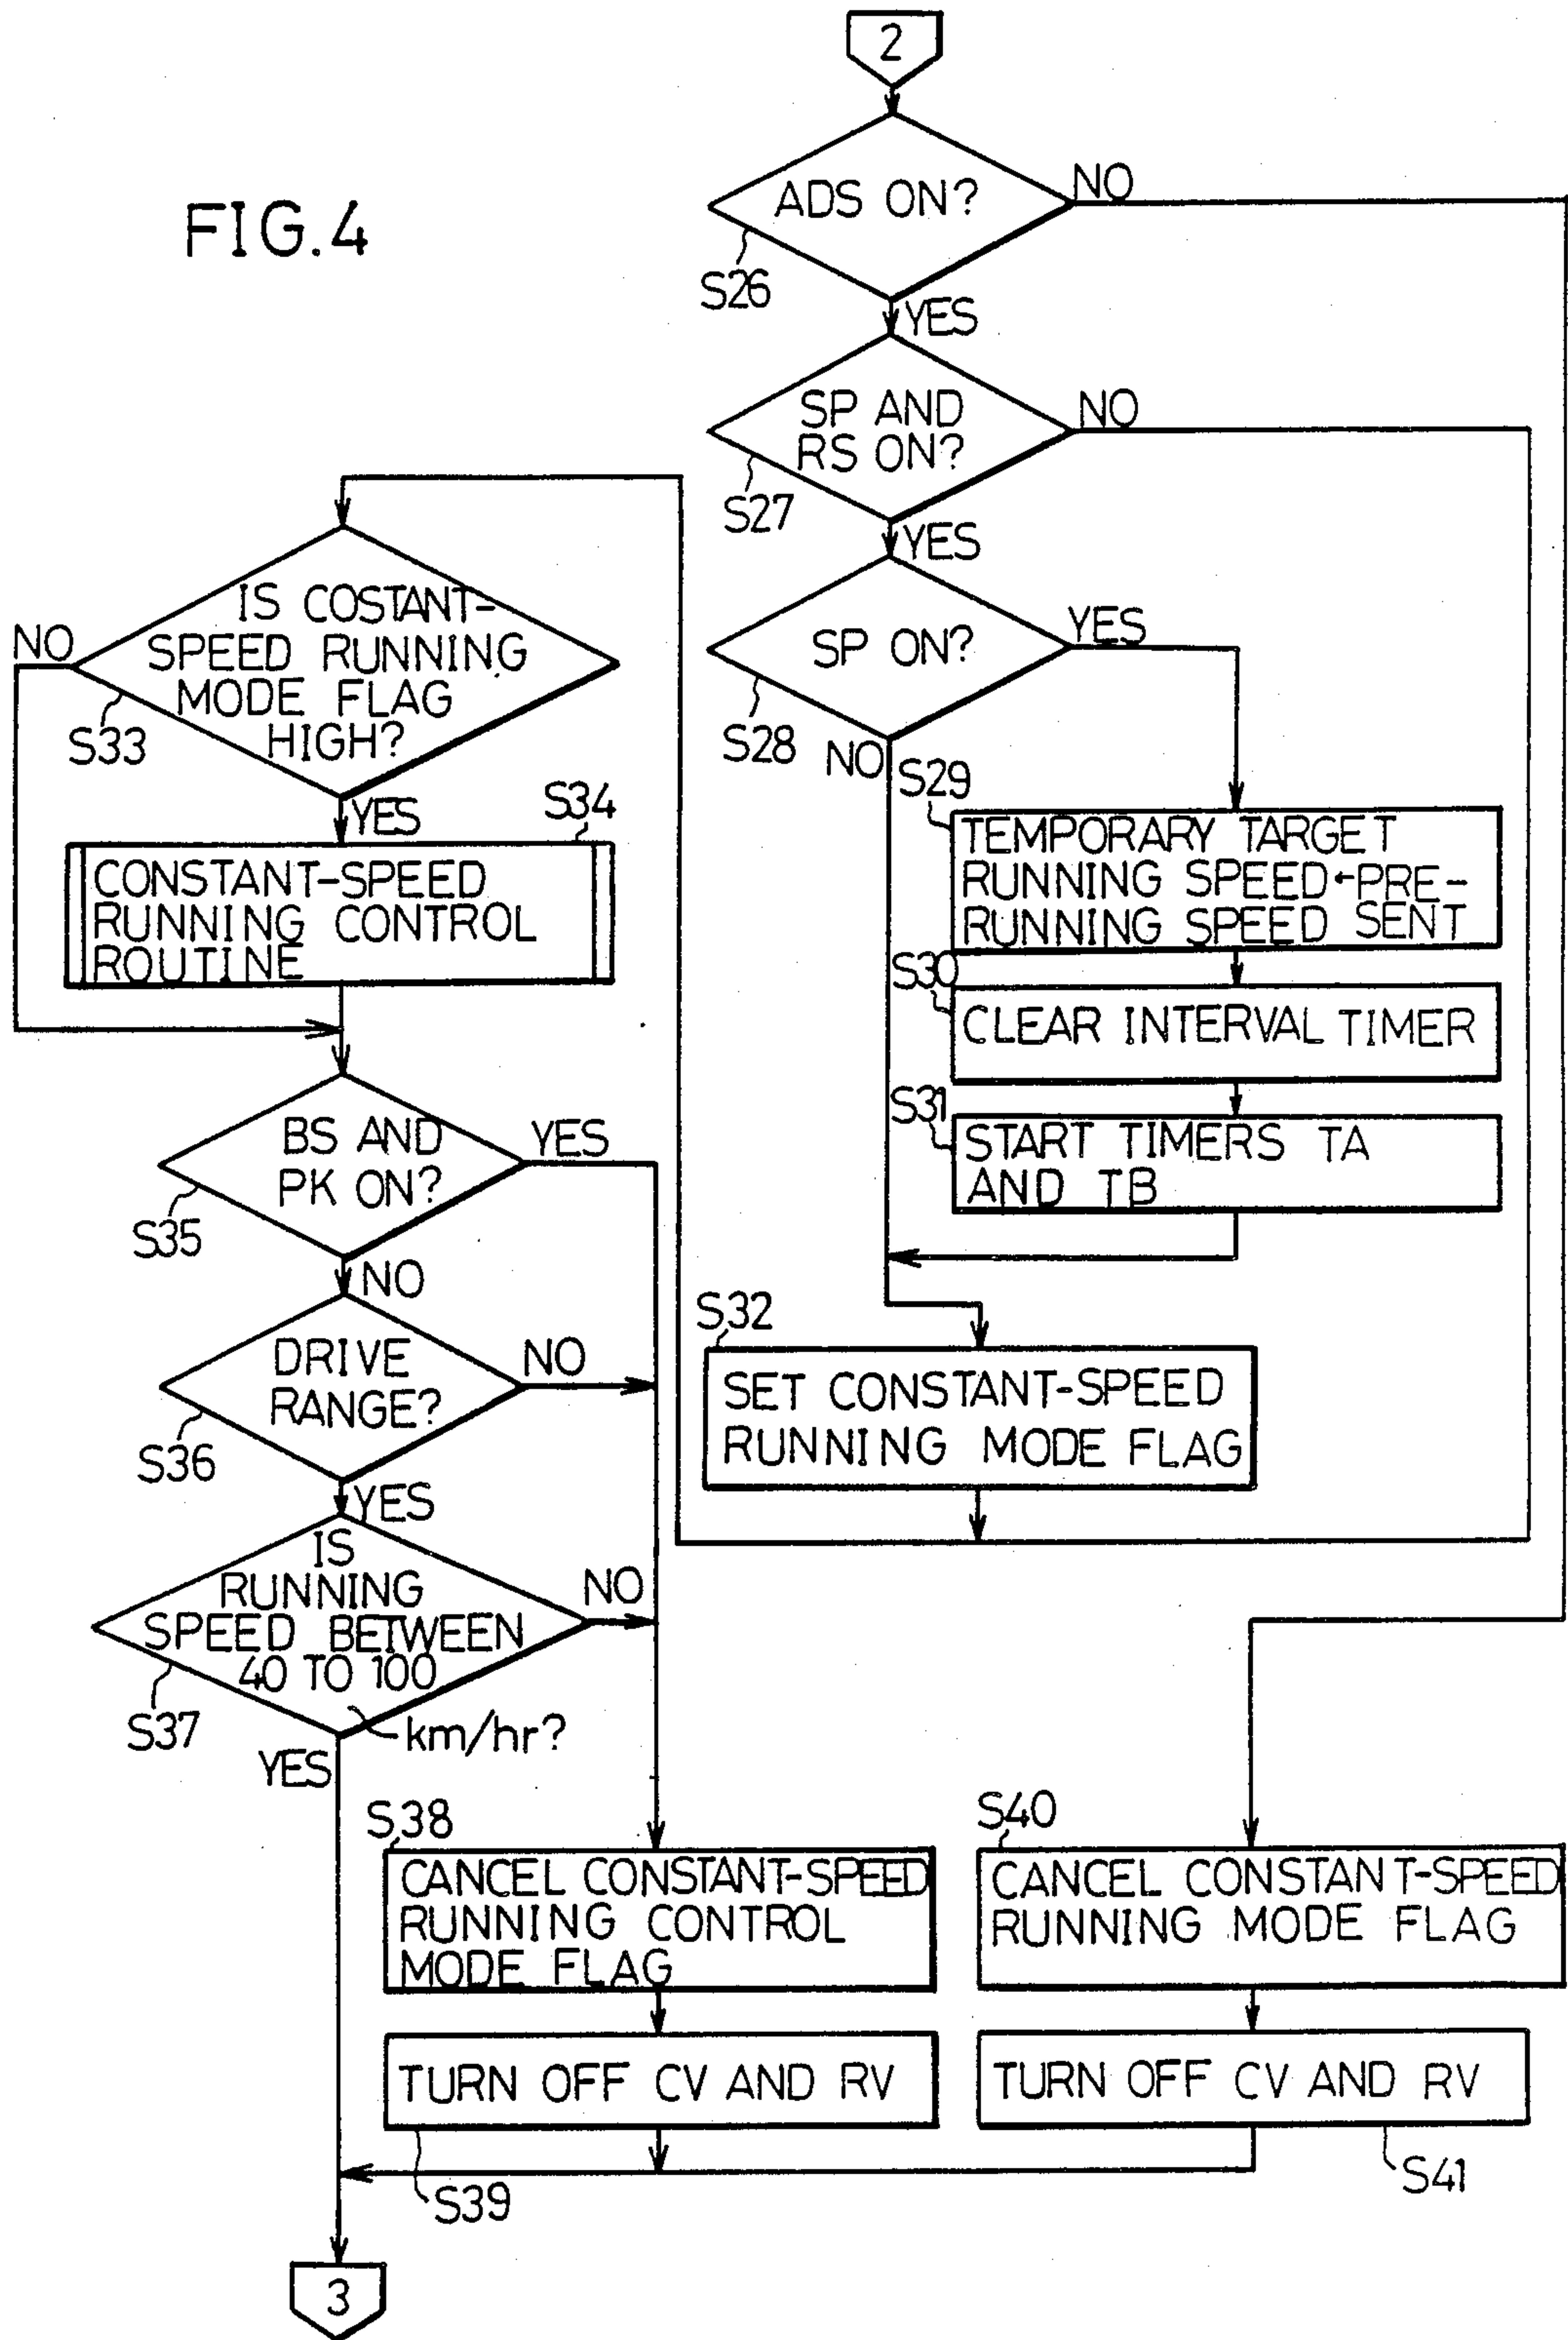 FIG.4
2
ADS ON?
NO
S26
YES
SP AND
RS ON?
NO
S27
YES
SP ON?
YES
S28
NO
S29
TEMPORARY TARGET
RUNNING SPEED←PRE-
RUNNING SPEED SENT
S30
CLEAR INTERVAL TIMER
S31
START TIMERS TA
AND TB
S32
SET CONSTANT-SPEED
RUNNING MODE FLAG
IS COSTANT-
SPEED RUNNING
MODE FLAG
HIGH?
NO
S33
YES
S34
CONSTANT-SPEED
RUNNING CONTROL
ROUTINE
BS AND
PK ON?
YES
S35
NO
DRIVE
RANGE?
NO
S36
YES
IS
RUNNING
SPEED BETWEEN
40 TO 100
km/hr?
NO
S37
YES
S38
CANCEL CONSTANT-SPEED
RUNNING CONTROL
MODE FLAG
TURN OFF CV AND RV
S39
S40
CANCEL CONSTANT-SPEED
RUNNING MODE FLAG
TURN OFF CV AND RV
S41
3